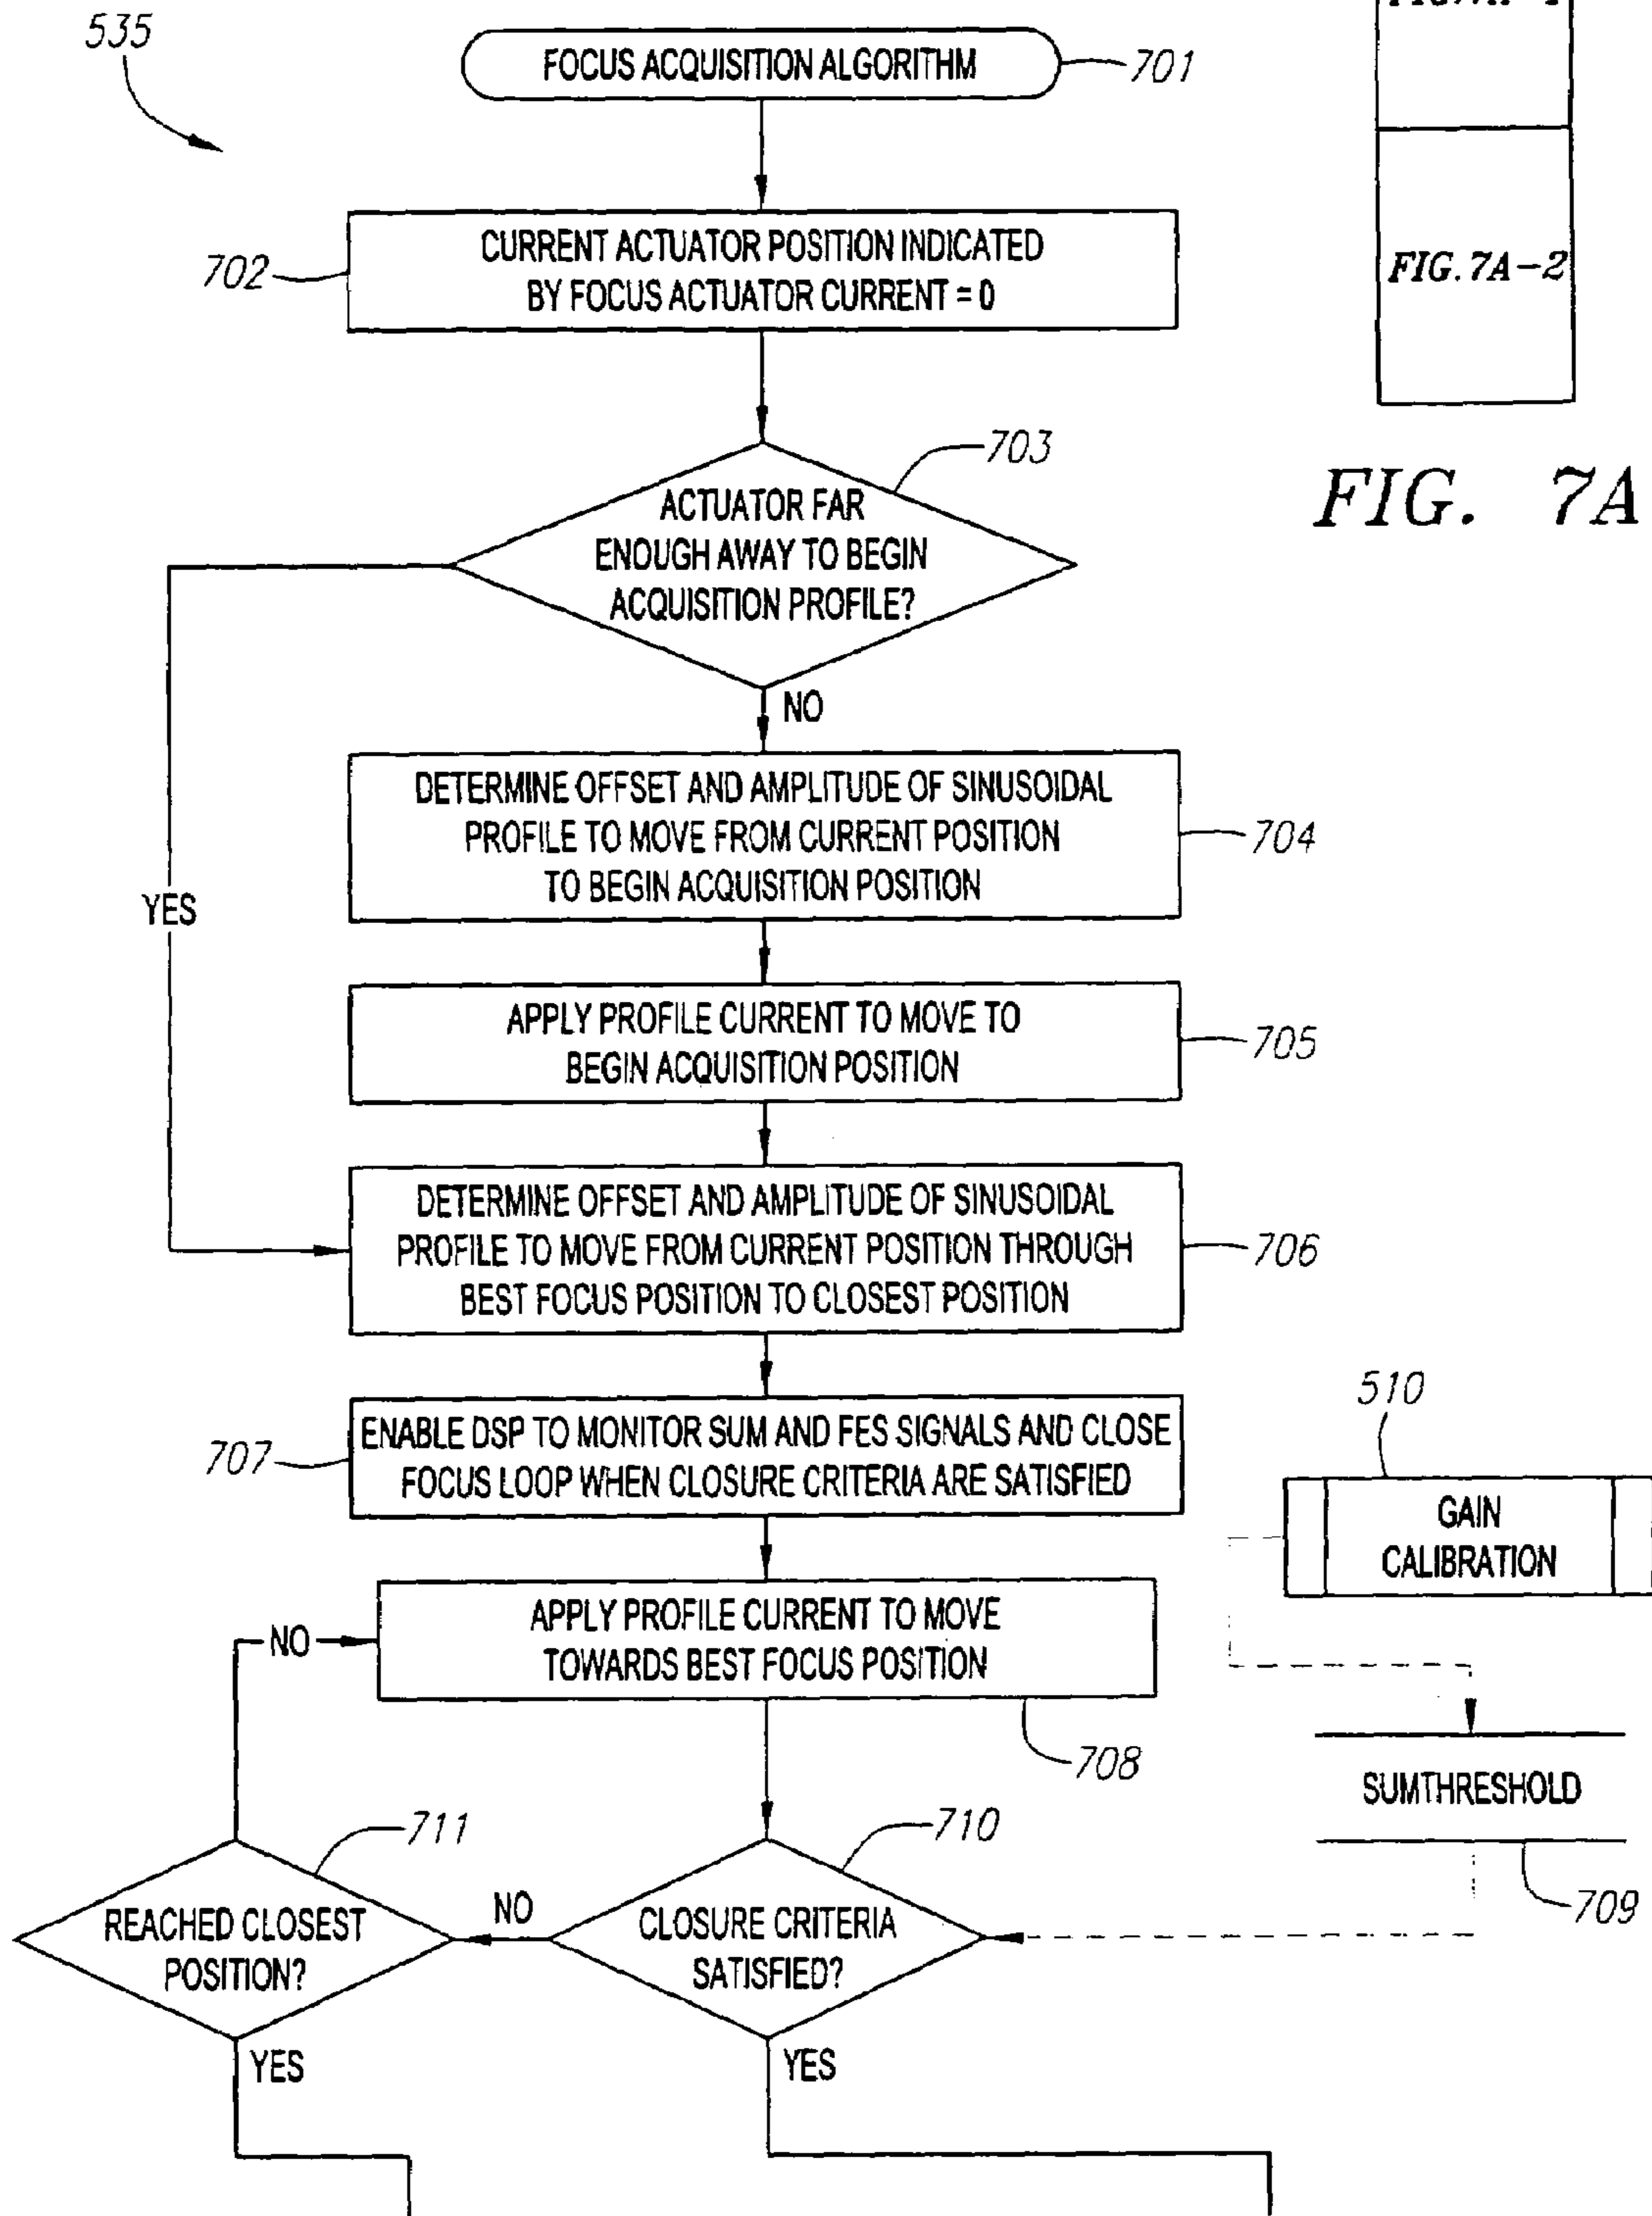 535
FOCUS ACQUISITION ALGORITHM
701
702
CURRENT ACTUATOR POSITION INDICATED
BY FOCUS ACTUATOR CURRENT = 0
FIG. 7A-2
FIG. 7A
703
ACTUATOR FAR
ENOUGH AWAY TO BEGIN
ACQUISITION PROFILE?
NO
YES
DETERMINE OFFSET AND AMPLITUDE OF SINUSOIDAL
PROFILE TO MOVE FROM CURRENT POSITION
TO BEGIN ACQUISITION POSITION
704
APPLY PROFILE CURRENT TO MOVE TO
BEGIN ACQUISITION POSITION
705
DETERMINE OFFSET AND AMPLITUDE OF SINUSOIDAL
PROFILE TO MOVE FROM CURRENT POSITION THROUGH
BEST FOCUS POSITION TO CLOSEST POSITION
706
707
ENABLE DSP TO MONITOR SUM AND FES SIGNALS AND CLOSE
FOCUS LOOP WHEN CLOSURE CRITERIA ARE SATISFIED
510
GAIN
CALIBRATION
NO
APPLY PROFILE CURRENT TO MOVE
TOWARDS BEST FOCUS POSITION
708
SUMTHRESHOLD
709
711
REACHED CLOSEST
POSITION?
NO
710
CLOSURE CRITERIA
SATISFIED?
YES
YES